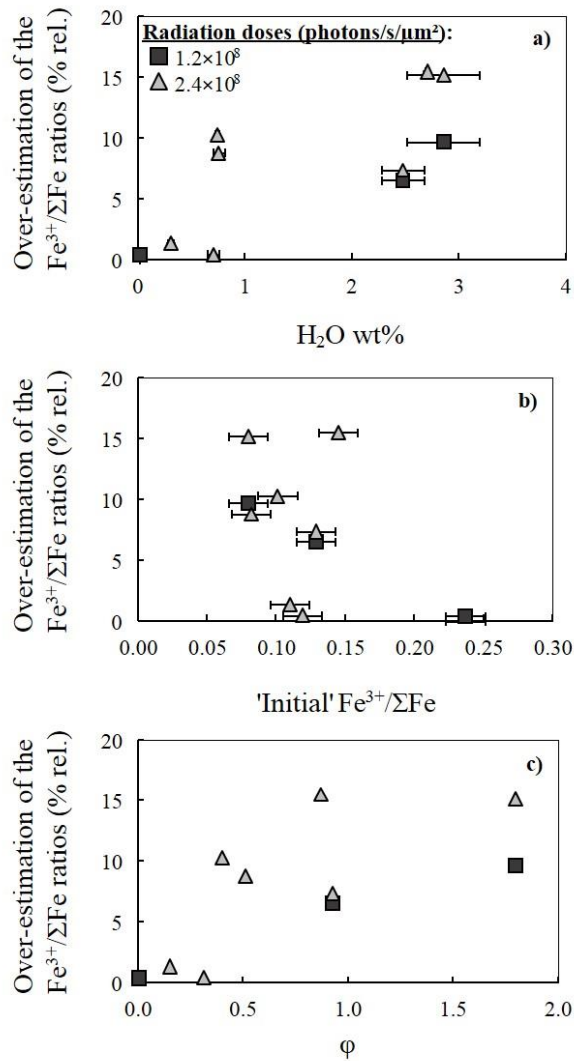 Radiation doses (photons/s/μm²):
1.2×10⁸
2.4×10⁸
a)
Over-estimation of the
Fe³⁺/ΣFe ratios (% rel.)
20
15
10
5
0
0 1 2 3 4
H₂O wt%
b)
Over-estimation of the
Fe³⁺/ΣFe ratios (% rel.)
20
15
10
5
0
0.00 0.05 0.10 0.15 0.20 0.25 0.30
'Initial' Fe³⁺/ΣFe
c)
Over-estimation of the
Fe³⁺/ΣFe ratios (% rel.)
20
15
10
5
0
0.0 0.5 1.0 1.5 2.0
φ